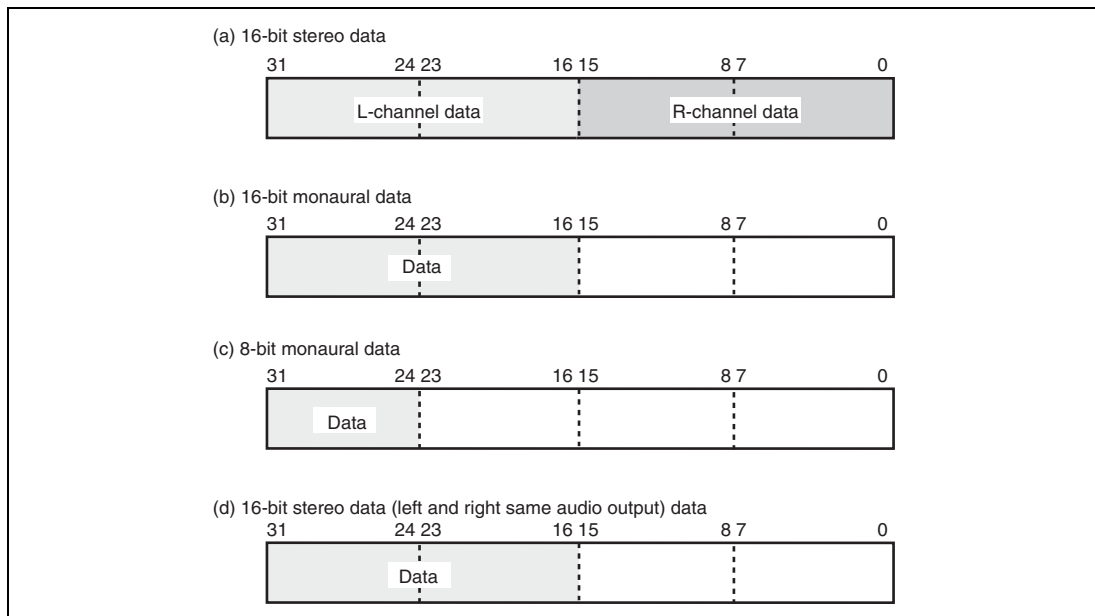 (a) 16-bit stereo data
31 24 23 16 15 8 7 0
L-channel data R-channel data
(b) 16-bit monaural data
31 24 23 16 15 8 7 0
Data
(c) 8-bit monaural data
31 24 23 16 15 8 7 0
Data
(d) 16-bit stereo data (left and right same audio output) data
31 24 23 16 15 8 7 0
Data